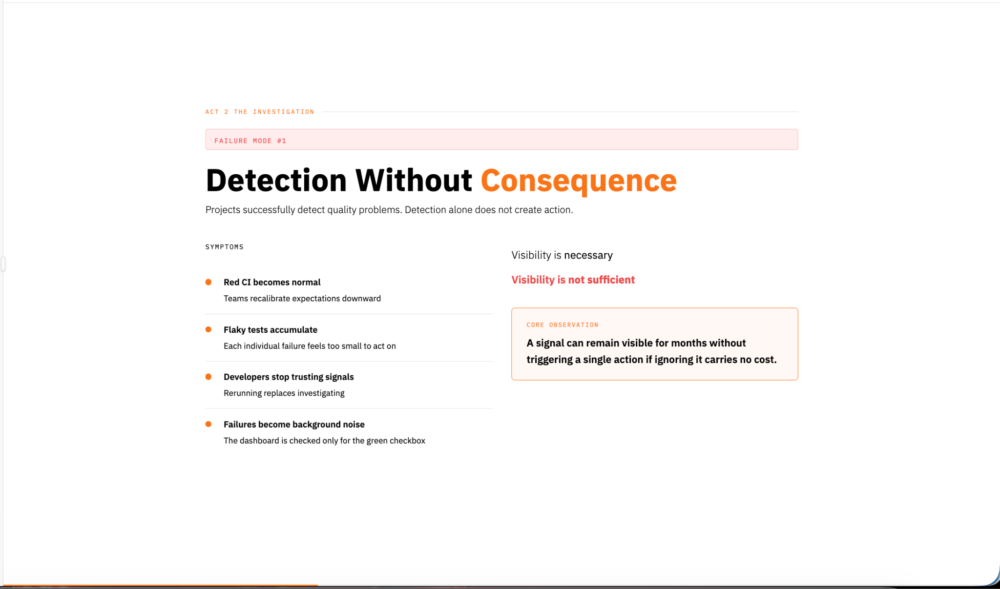 ACT 2 THE INVESTIGATION
FAILURE MODE #1
Detection Without Consequence
Projects successfully detect quality problems. Detection alone does not create action.
SYMPTOMS
Red CI becomes normal
Teams recalibrate expectations downward
Flaky tests accumulate
Each individual failure feels too small to act on
Developers stop trusting signals
Rerunning replaces investigating
Failures become background noise
The dashboard is checked only for the green checkbox
Visibility is necessary
Visibility is not sufficient
CORE OBSERVATION
A signal can remain visible for months without
triggering a single action if ignoring it carries no cost.